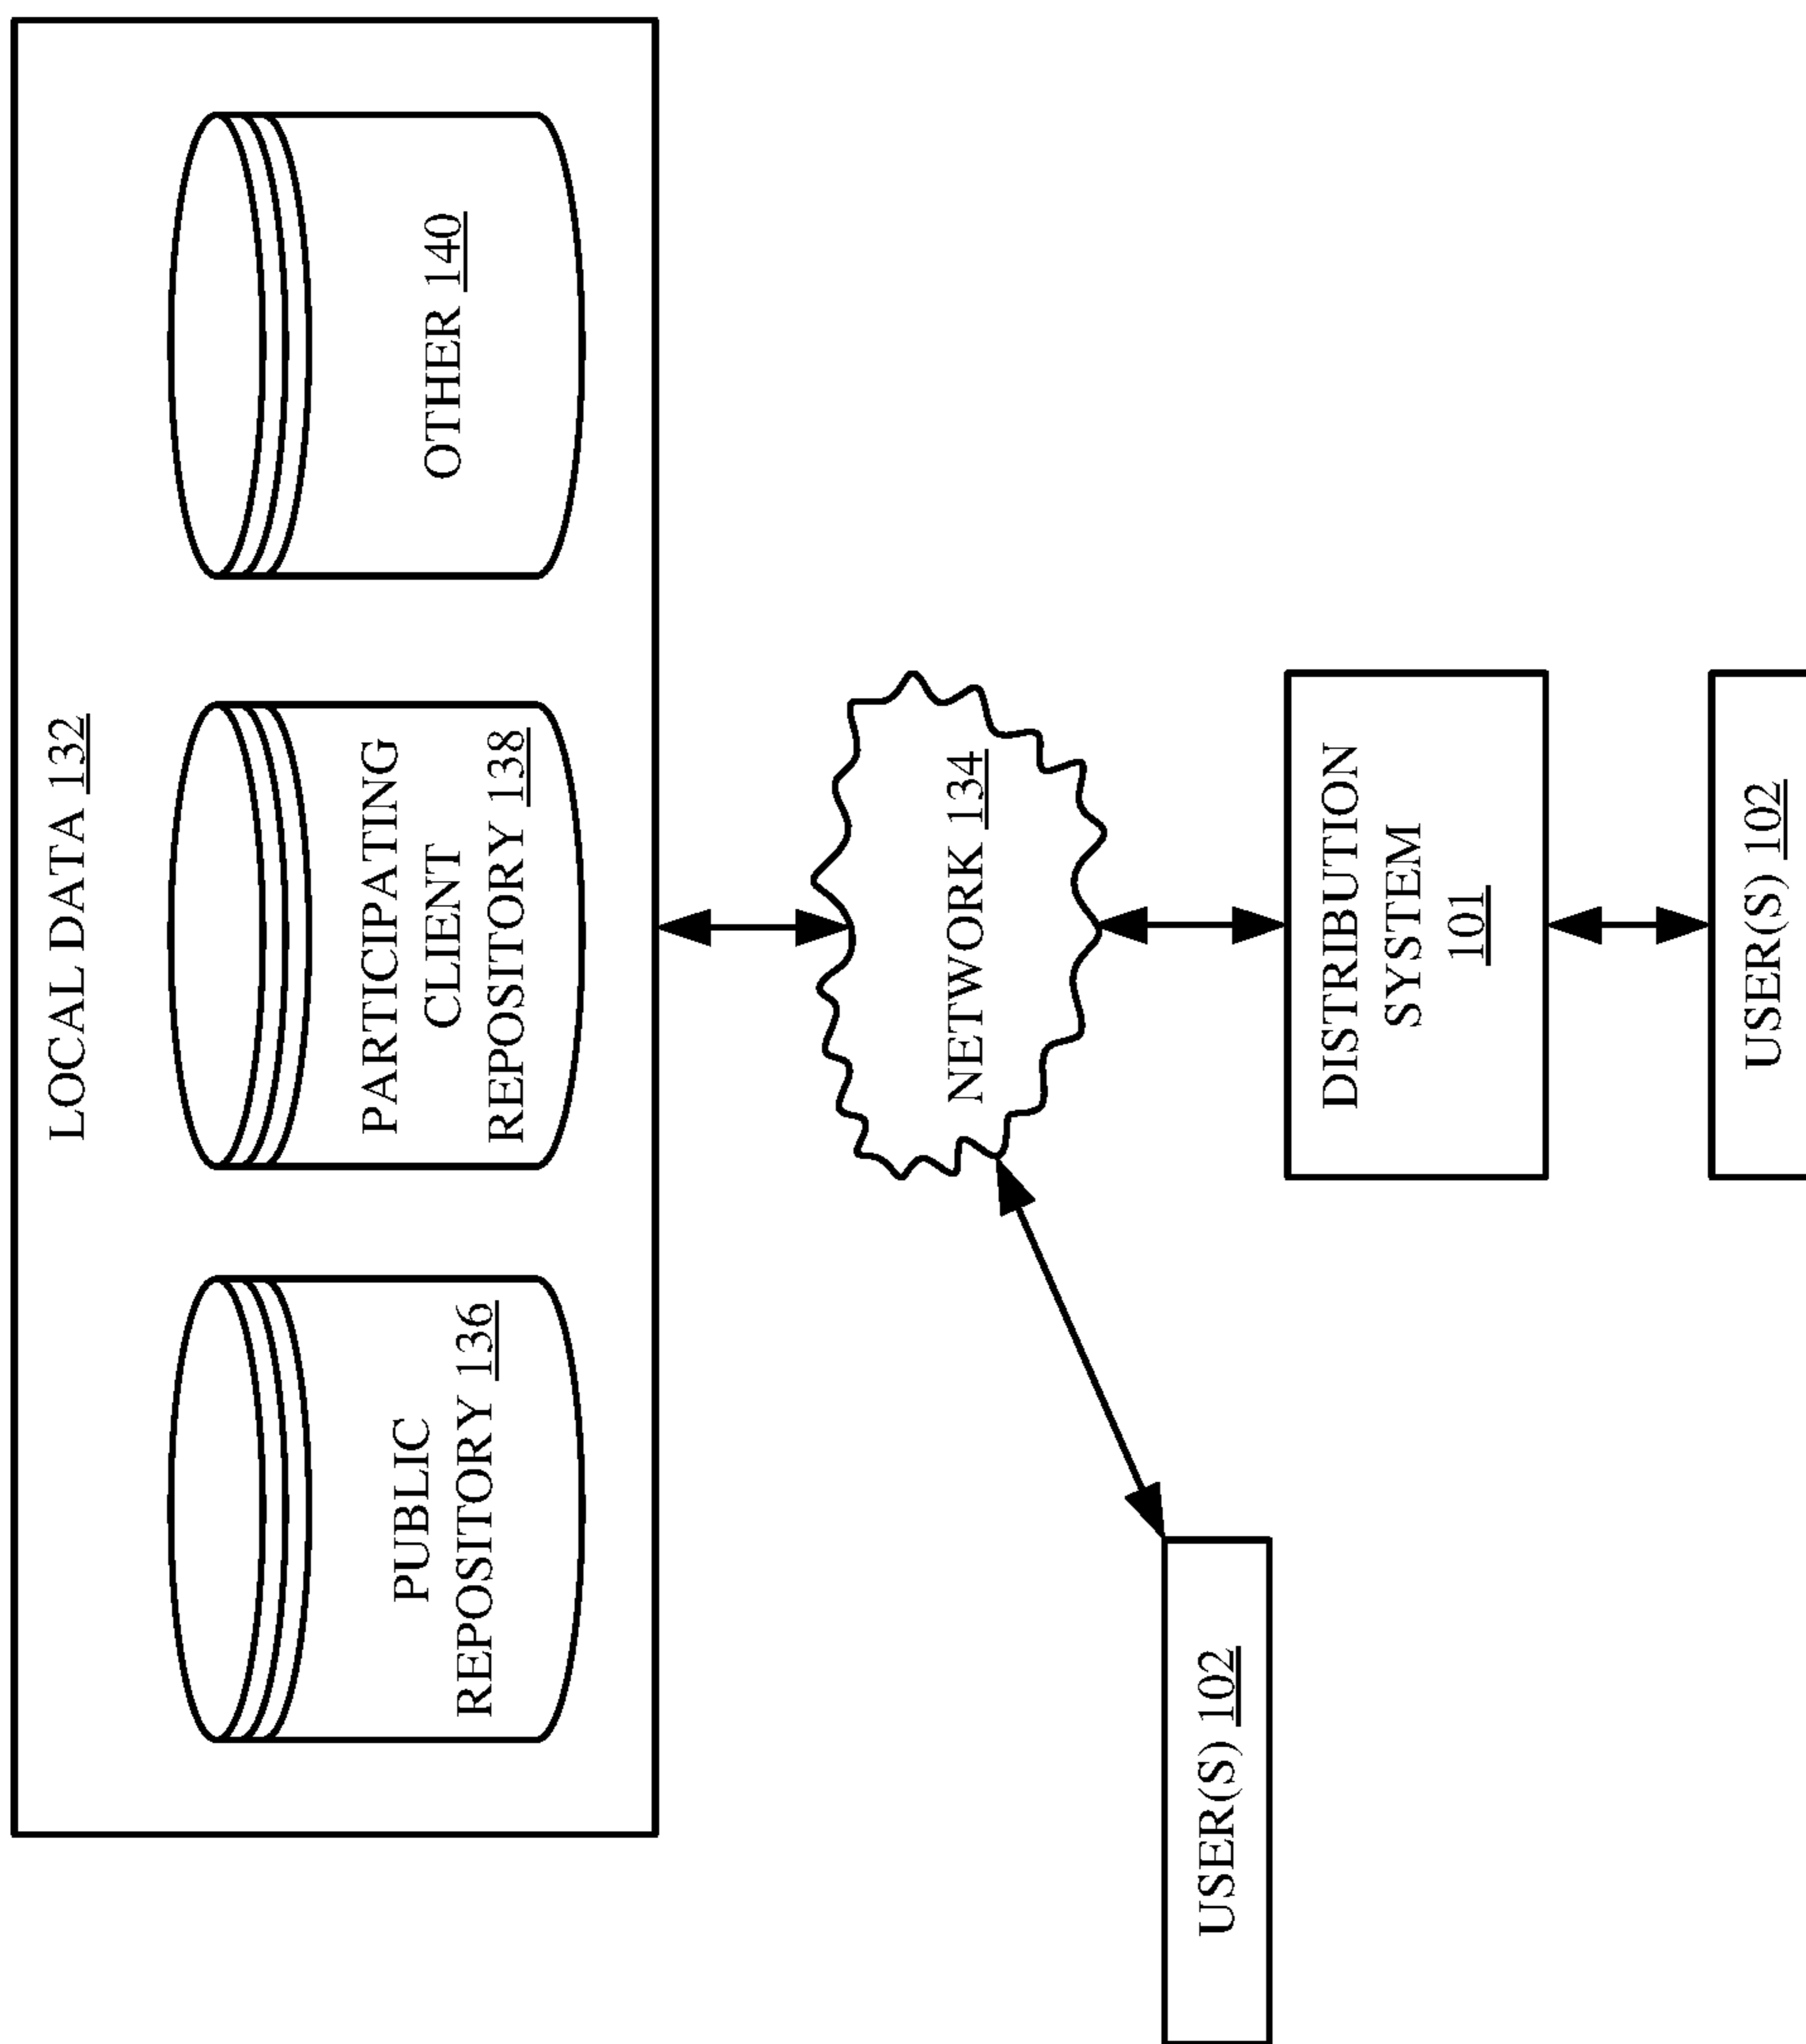 LOCAL DATA 132
PUBLIC
REPOSITORY 136
PARTICIPATING
CLIENT
REPOSITORY 138
OTHER 140
NETWORK 134
USER(S) 102
DISTRIBUTION
SYSTEM
101
USER(S) 102